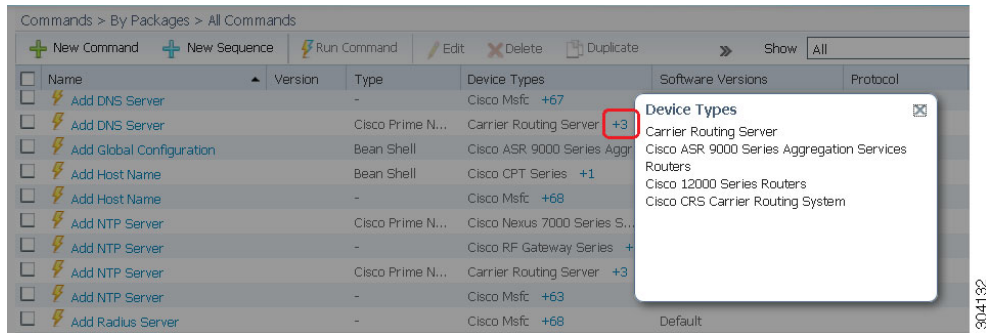 Commands > By Packages > All Commands
New Command New Sequence Run Command Edit Delete Duplicate » Show All
Name Version Type Device Types Software Versions Protocol
Add DNS Server - Cisco Msfc +67
Add DNS Server Cisco Prime N... Carrier Routing Server +3
Add Global Configuration Bean Shell Cisco ASR 9000 Series Aggr
Add Host Name Bean Shell Cisco CPT Series +1
Add Host Name - Cisco Msfc +68
Add NTP Server Cisco Prime N... Cisco Nexus 7000 Series S...
Add NTP Server - Cisco RF Gateway Series +
Add NTP Server Cisco Prime N... Carrier Routing Server +3
Add NTP Server - Cisco Msfc +63
Add Radius Server - Cisco Msfc +68 Default
Device Types
Carrier Routing Server
Cisco ASR 9000 Series Aggregation Services
Routers
Cisco 12000 Series Routers
Cisco CRS Carrier Routing System
304132